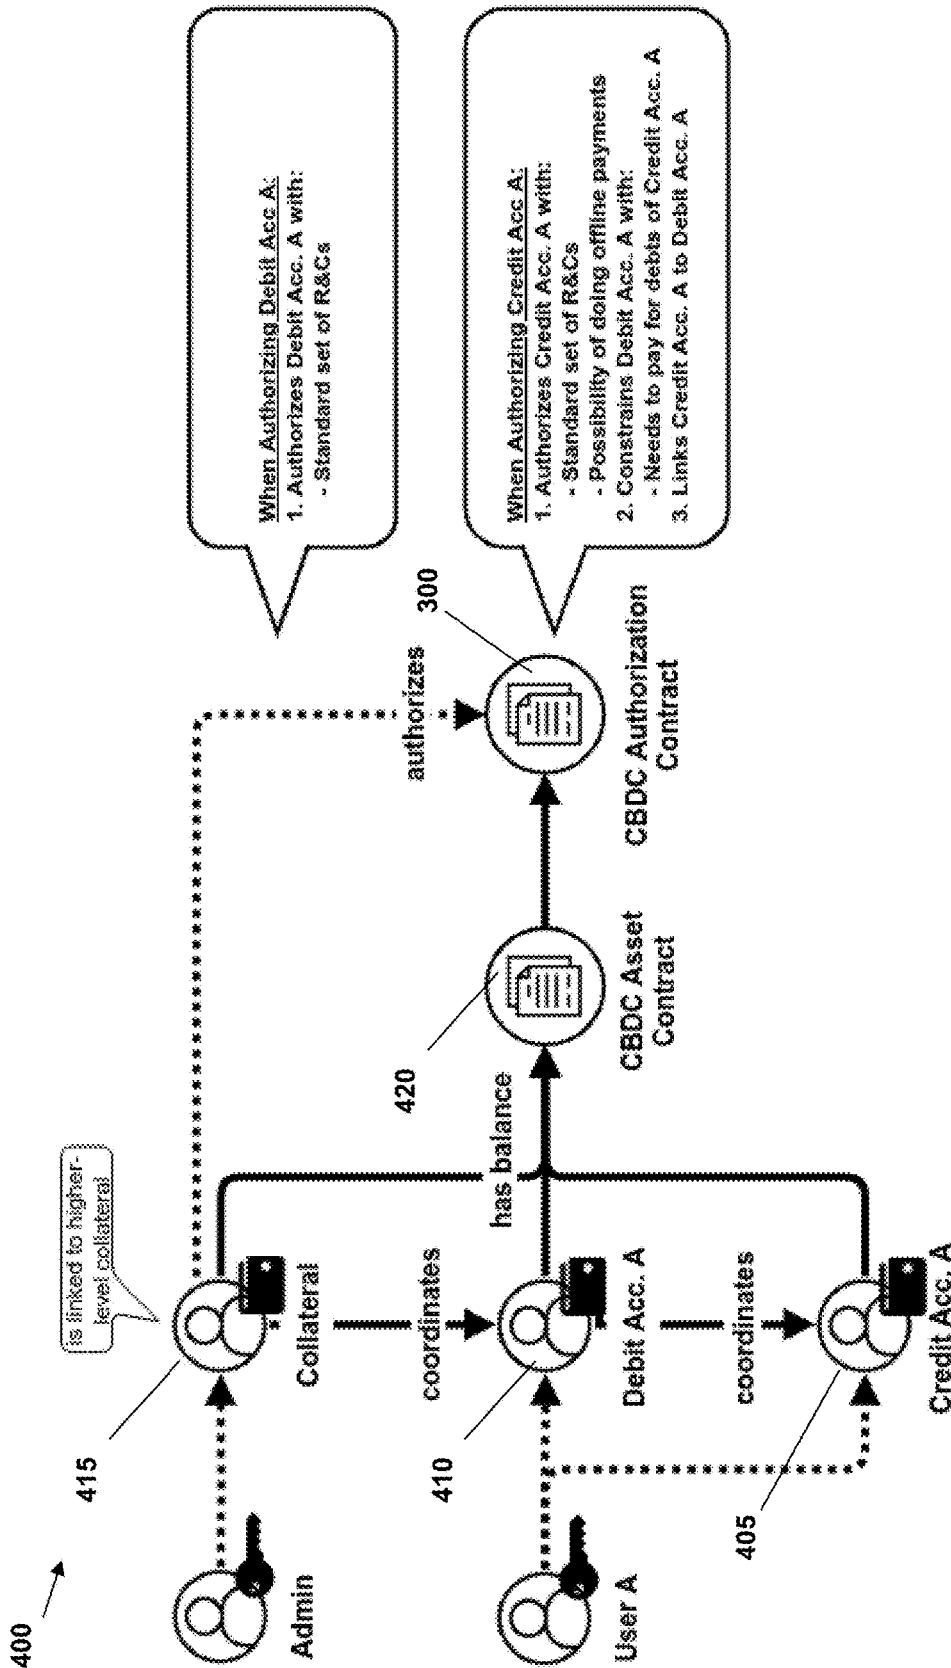 400
Admin
User A
415
410
405
is linked to higher-
level collateral
Collateral
coordinates
Debit Acc. A
coordinates
Credit Acc. A
has balance
420
CBDC Asset
Contract
authorizes
300
CBDC Authorization
Contract
When Authorizing Debit Acc A:
1. Authorizes Debit Acc. A with:
- Standard set of R&Cs
When Authorizing Credit Acc A:
1. Authorizes Credit Acc. A with:
- Standard set of R&Cs
- Possibility of doing offline payments
2. Constrains Debit Acc. A with:
- Needs to pay for debts of Credit Acc. A
3. Links Credit Acc. A to Debit Acc. A